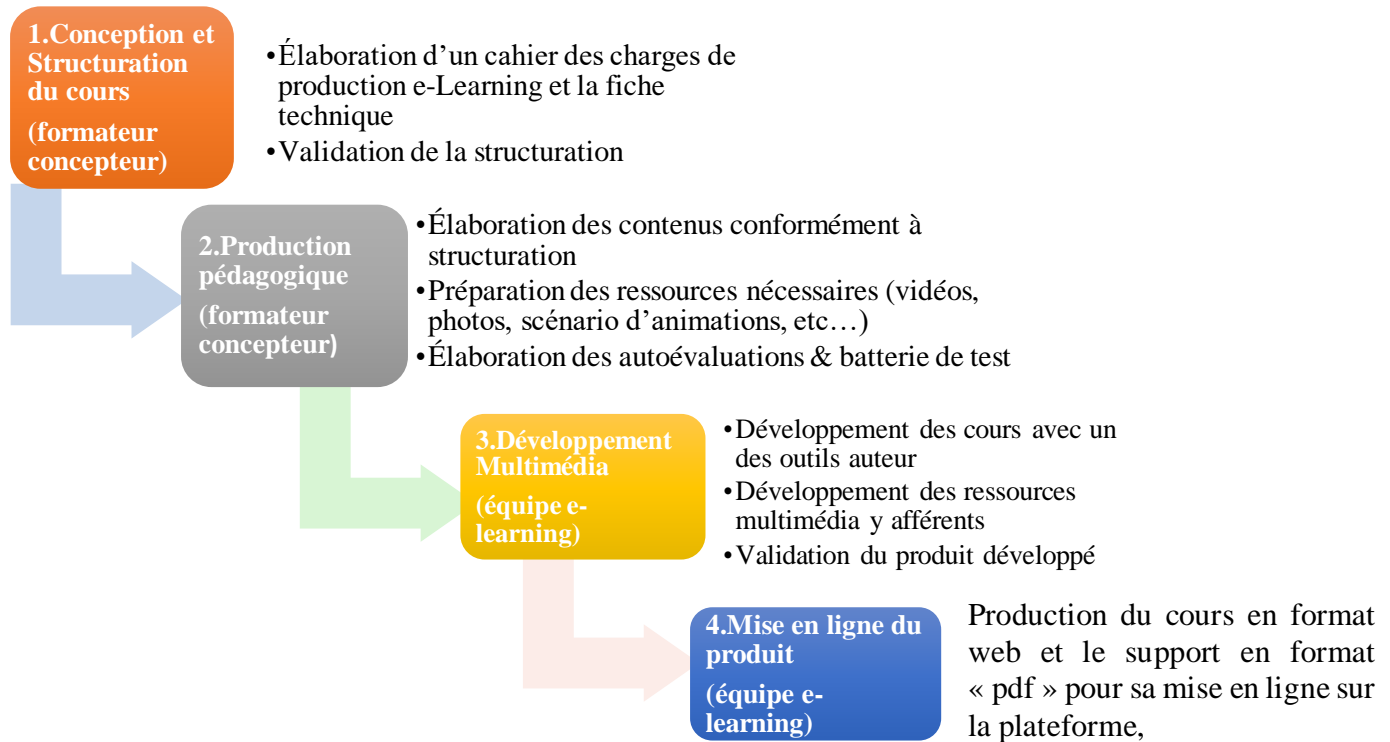 1.Conception et
Structuration
du cours
(formateur
concepteur)
•Élaboration d’un cahier des charges de
production e-Learning et la fiche
technique
•Validation de la structuration
2.Production
pédagogique
(formateur
concepteur)
•Élaboration des contenus conformément à
structuration
•Préparation des ressources nécessaires (vidéos,
photos, scénario d’animations, etc…)
•Élaboration des autoévaluations & batterie de test
3.Développement
Multimédia
(équipe e-
learning)
•Développement des cours avec un
des outils auteur
•Développement des ressources
multimédia y afférents
•Validation du produit développé
4.Mise en ligne du
produit
(équipe e-
learning)
Production du cours en format
web et le support en format
« pdf » pour sa mise en ligne sur
la plateforme,